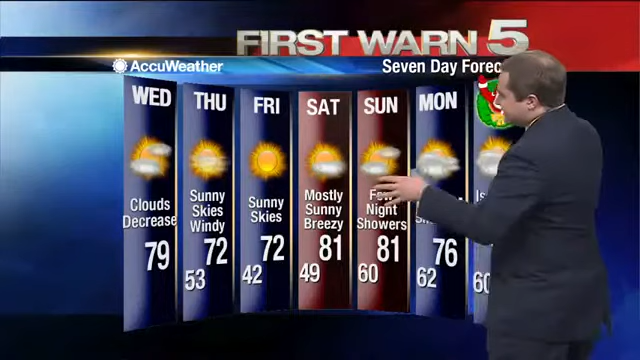 FIRST WARN 5
AccuWeather
Seven Day Forec
WED
THU
FRI
SAT
SUN
MON
Clouds
Decrease
Sunny
Skies
Windy
Sunny
Skies
Mostly
Sunny
Breezy
Few
Night
Showers
79
72
72
81
81
76
53
42
49
60
62
60